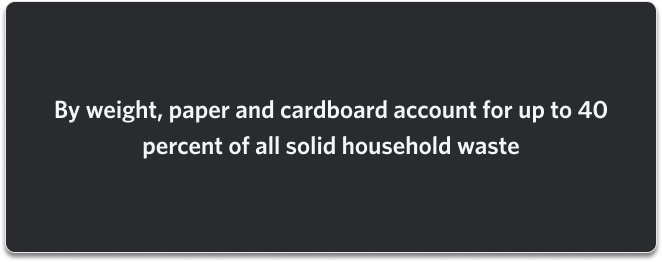 By weight, paper and cardboard account for up to 40
percent of all solid household waste